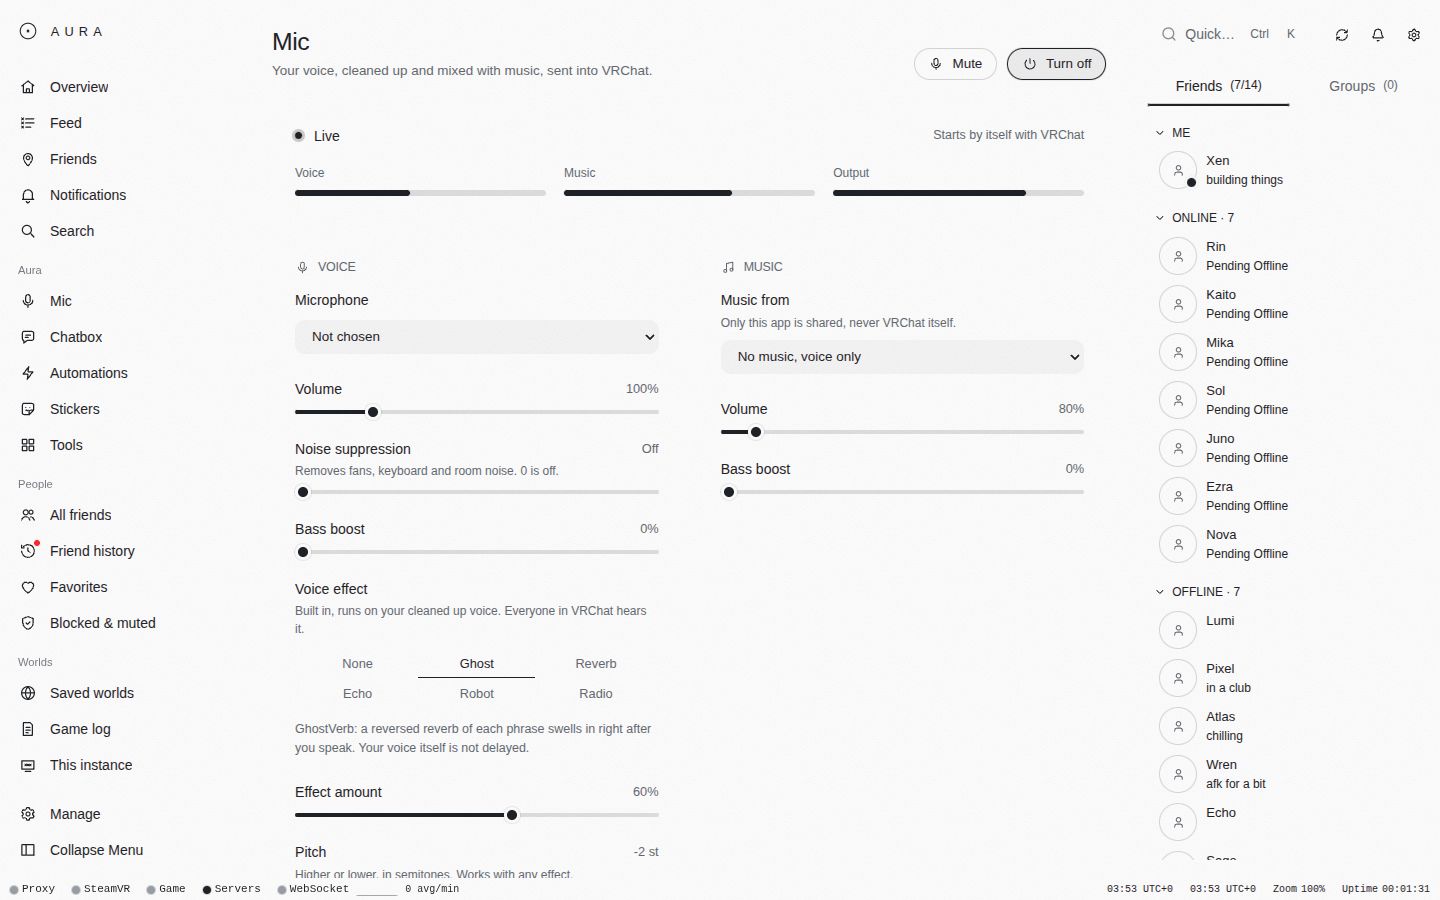 AURA
Overview
Feed
Friends
Notifications
Search
Aura
Mic
Chatbox
Automations
Stickers
Tools
People
All friends
Friend history
Favorites
Blocked & muted
Worlds
Saved worlds
Game log
This instance
Manage
Collapse Menu
Mic
Your voice, cleaned up and mixed with music, sent into VRChat.
Mute
Turn off
Live
Starts by itself with VRChat
Voice
Music
Output
VOICE
Microphone
Not chosen
Volume 100%
Noise suppression Off
Removes fans, keyboard and room noise. 0 is off.
Bass boost 0%
Voice effect
Built in, runs on your cleaned up voice. Everyone in VRChat hears
it.
None Ghost Reverb
Echo Robot Radio
GhostVerb: a reversed reverb of each phrase swells in right after
you speak. Your voice itself is not delayed.
Effect amount 60%
Pitch -2 st
Higher or lower, in semitones. Works with any effect.
MUSIC
Music from
Only this app is shared, never VRChat itself.
No music, voice only
Volume 80%
Bass boost 0%
Quick… Ctrl K
Friends (7/14) Groups (0)
ME
Xen
building things
ONLINE · 7
Rin
Pending Offline
Kaito
Pending Offline
Mika
Pending Offline
Sol
Pending Offline
Juno
Pending Offline
Ezra
Pending Offline
Nova
Pending Offline
OFFLINE · 7
Lumi
Pixel
in a club
Atlas
chilling
Wren
afk for a bit
Echo
Proxy SteamVR Game Servers WebSocket 0 avg/min
03:53 UTC+0 03:53 UTC+0 Zoom 100% Uptime 00:01:31